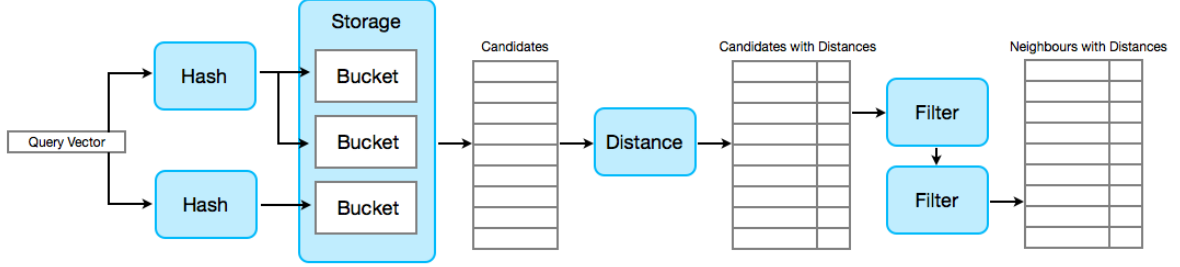 Storage
Candidates
Candidates with Distances
Neighbours with Distances
Hash
Bucket
Filter
Query Vector
Bucket
Distance
Hash
Bucket
Filter